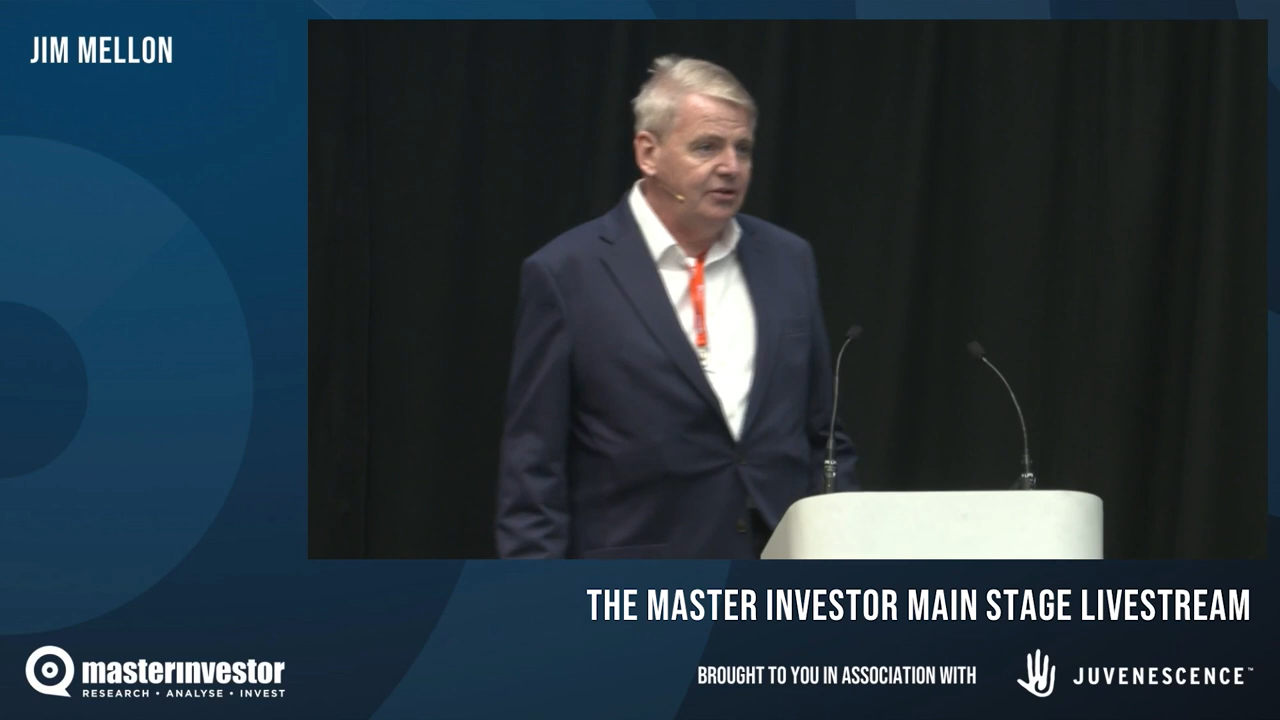 JIM MELLON
THE MASTER INVESTOR MAIN STAGE LIVESTREAM
masterinvestor
RESEARCH • ANALYSE • INVEST
BROUGHT TO YOU IN ASSOCIATION WITH
JUVENESCENCE™